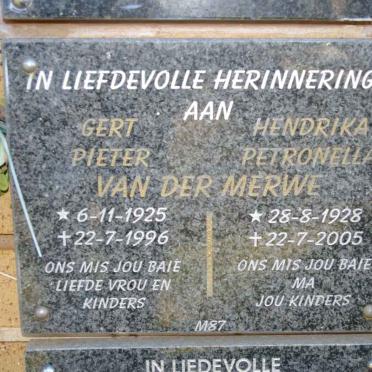 IN LIEFDEVOLLE HERINNERING
AAN
GERT HENDRIKA
PIETER PETRONELLA
VAN DER MERWE
★ 6-11-1925 ★ 28-8-1928
✝ 22-7-1996 ✝ 22-7-2005
ONS MIS JOU BAIE ONS MIS JOU BAIE
LIEFDE VROU EN MA
KINDERS JOU KINDERS
M87
IN LIEDEVOLLE